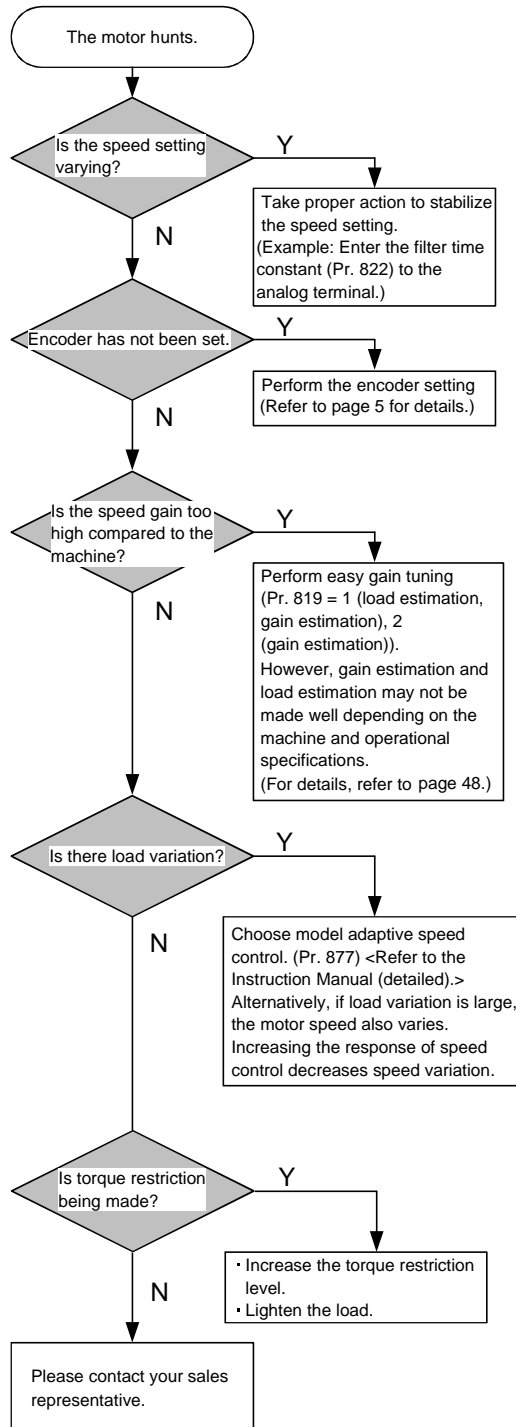 The motor hunts.
Is the speed setting
varying?
Y
Take proper action to stabilize
the speed setting.
(Example: Enter the filter time
constant (Pr. 822) to the
analog terminal.)
N
Encoder has not been set.
Y
Perform the encoder setting
(Refer to page 5 for details.)
N
Is the speed gain too
high compared to the
machine?
Y
Perform easy gain tuning
(Pr. 819 = 1 (load estimation,
gain estimation), 2
(gain estimation)).
However, gain estimation and
load estimation may not be
made well depending on the
machine and operational
specifications.
(For details, refer to page 48.)
N
Is there load variation?
Y
Choose model adaptive speed
control. (Pr. 877) <Refer to the
Instruction Manual (detailed).>
Alternatively, if load variation is large,
the motor speed also varies.
Increasing the response of speed
control decreases speed variation.
N
Is torque restriction
being made?
Y
· Increase the torque restriction
level.
· Lighten the load.
N
Please contact your sales
representative.